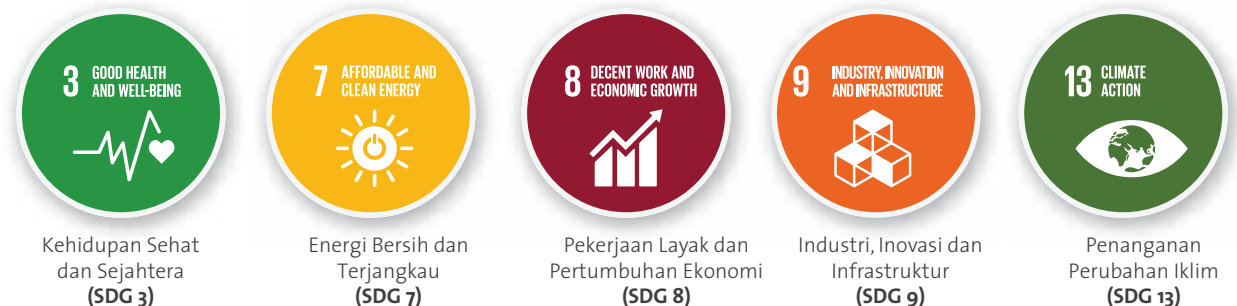 3 GOOD HEALTH
AND WELL-BEING
7 AFFORDABLE AND
CLEAN ENERGY
8 DECENT WORK AND
ECONOMIC GROWTH
9 INDUSTRY, INNOVATION
AND INFRASTRUCTURE
13 CLIMATE
ACTION
Kehidupan Sehat
dan Sejahtera
(SDG 3)
Energi Bersih dan
Terjangkau
(SDG 7)
Pekerjaan Layak dan
Pertumbuhan Ekonomi
(SDG 8)
Industri, Inovasi dan
Infrastruktur
(SDG 9)
Penanganan
Perubahan Iklim
(SDG 13)